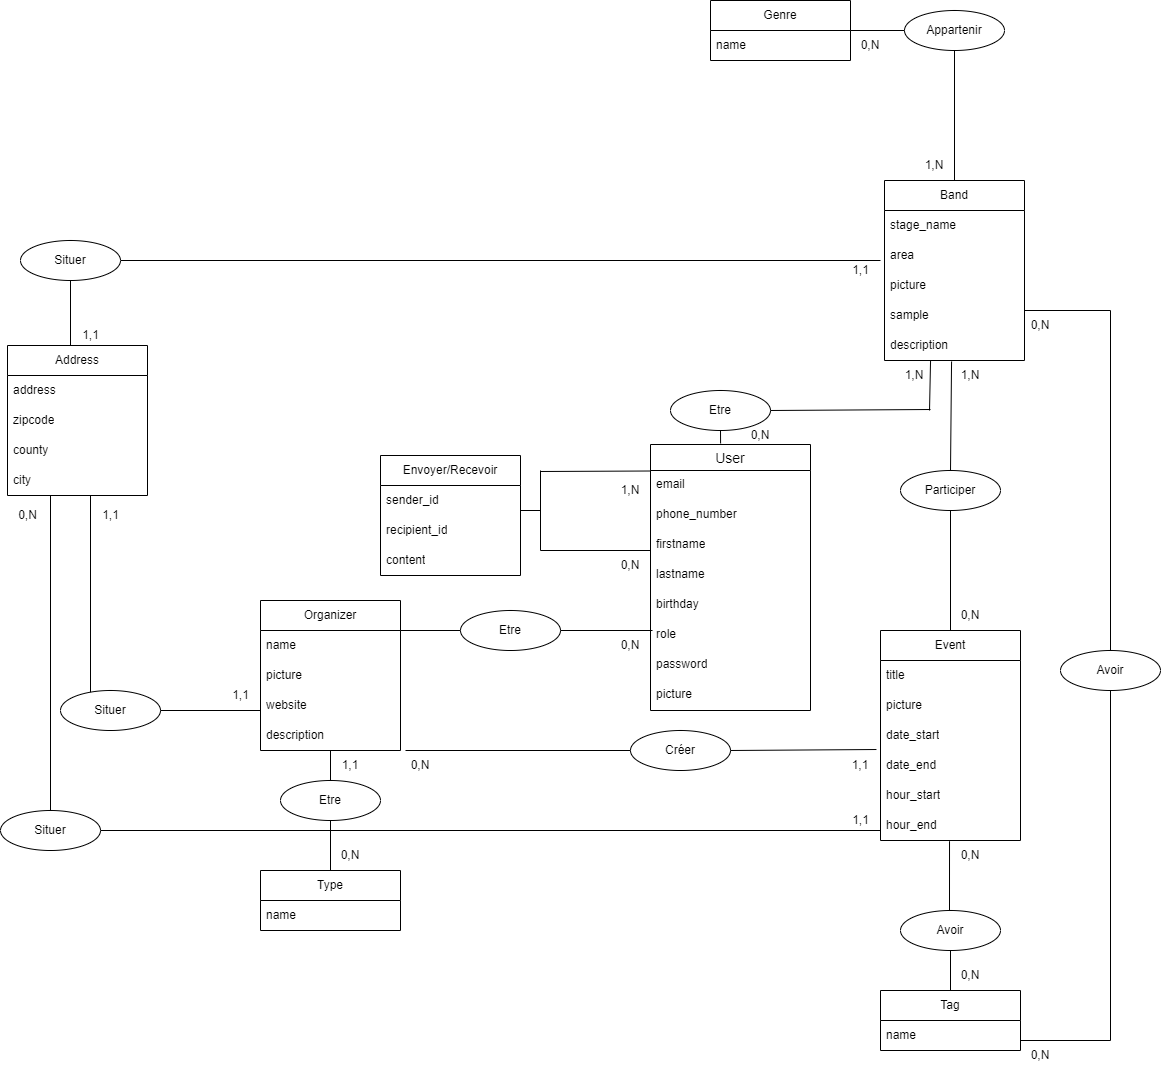 Genre
name
0,N
Appartenir
1,N
Band
stage_name
area
picture
sample
description
Situer
1,1
1,1
0,N
1,N
1,N
Address
address
zipcode
county
city
0,N
1,1
Etre
0,N
User
email
phone_number
firstname
lastname
birthday
role
password
picture
Envoyer/Recevoir
sender_id
recipient_id
content
1,N
0,N
Participer
0,N
Organizer
name
picture
website
description
Etre
0,N
Event
title
picture
date_start
date_end
hour_start
hour_end
Avoir
Situer
1,1
1,1
0,N
Créer
1,1
Etre
Situer
1,1
0,N
Type
name
0,N
Avoir
0,N
Tag
name
0,N